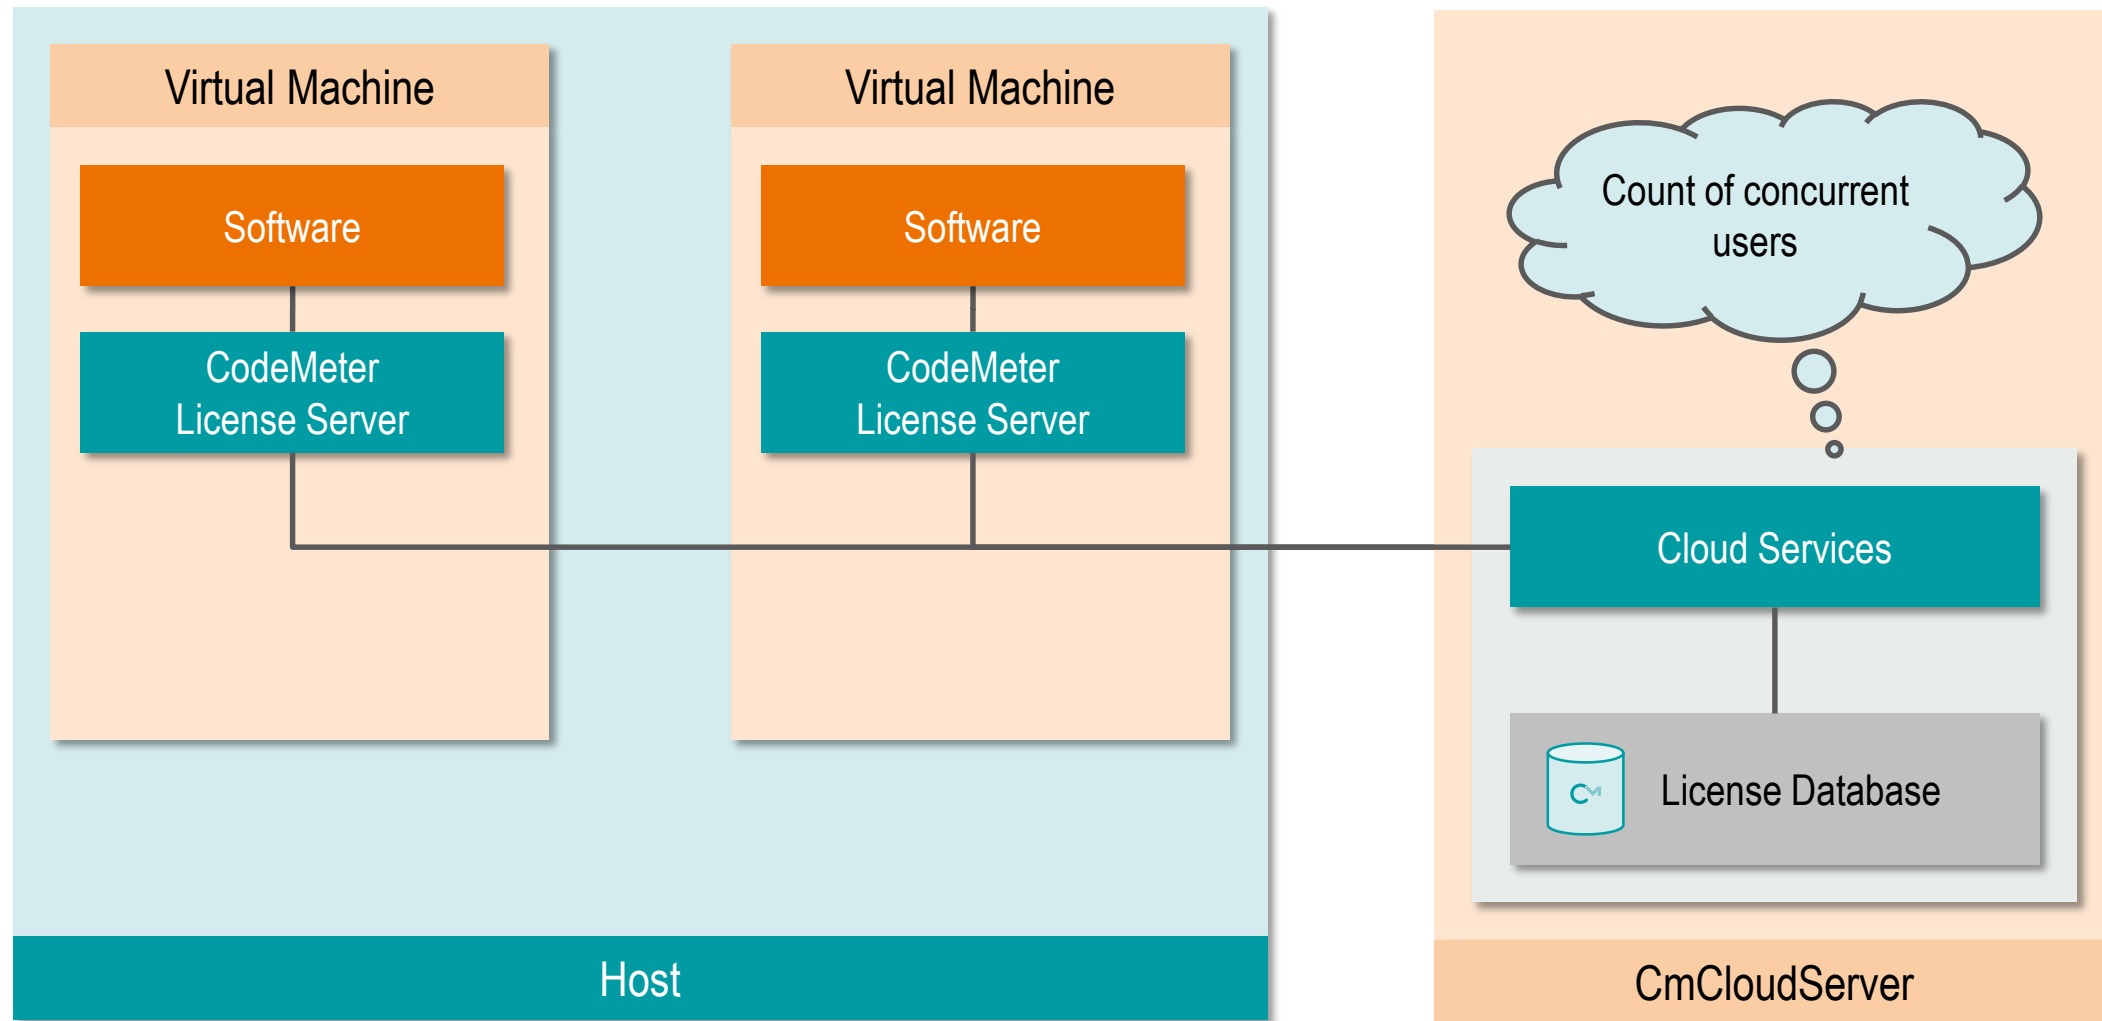 Virtual Machine
Software
CodeMeter
License Server
Virtual Machine
Software
CodeMeter
License Server
Host
Count of concurrent
users
Cloud Services
CM
License Database
CmCloudServer